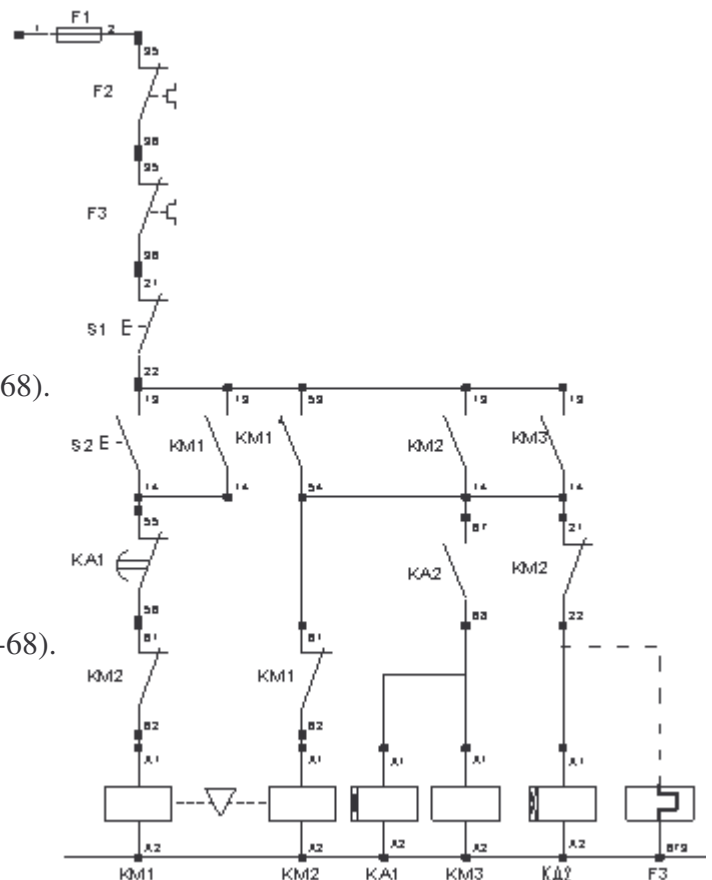 F1
1 2
95
F2
96
95
F3
96
21
S1 E
22
68).
13 13 53 13 13
S2 E KM1 KM1 KM2 KM3
14 14 54 14 14
55 67 21
KA1 KA2 KM2
56 68 22
-68).
61 61
KM2 KM1
62 62
A1 A1 A1 A1 A1
A2 A2 A2 A2 A2
KM1 KM2 KA1 KM3 F3